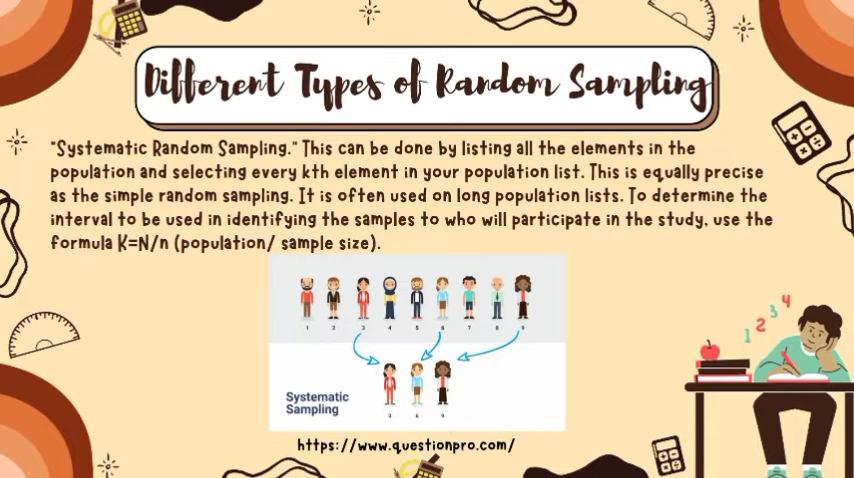 Different Types of Random Sampling
"Systematic Random Sampling." This can be done by listing all the elements in the
population and selecting every kth element in your population list. This is equally precise
as the simple random sampling. It is often used on long population lists. To determine the
interval to be used in identifying the samples to who will participate in the study, use the
formula K=N/n (population/ sample size).
1 2 3 4 5 6 7 8 9
Systematic
Sampling
3 6 9
https://www.questionpro.com/
1 2 3 4